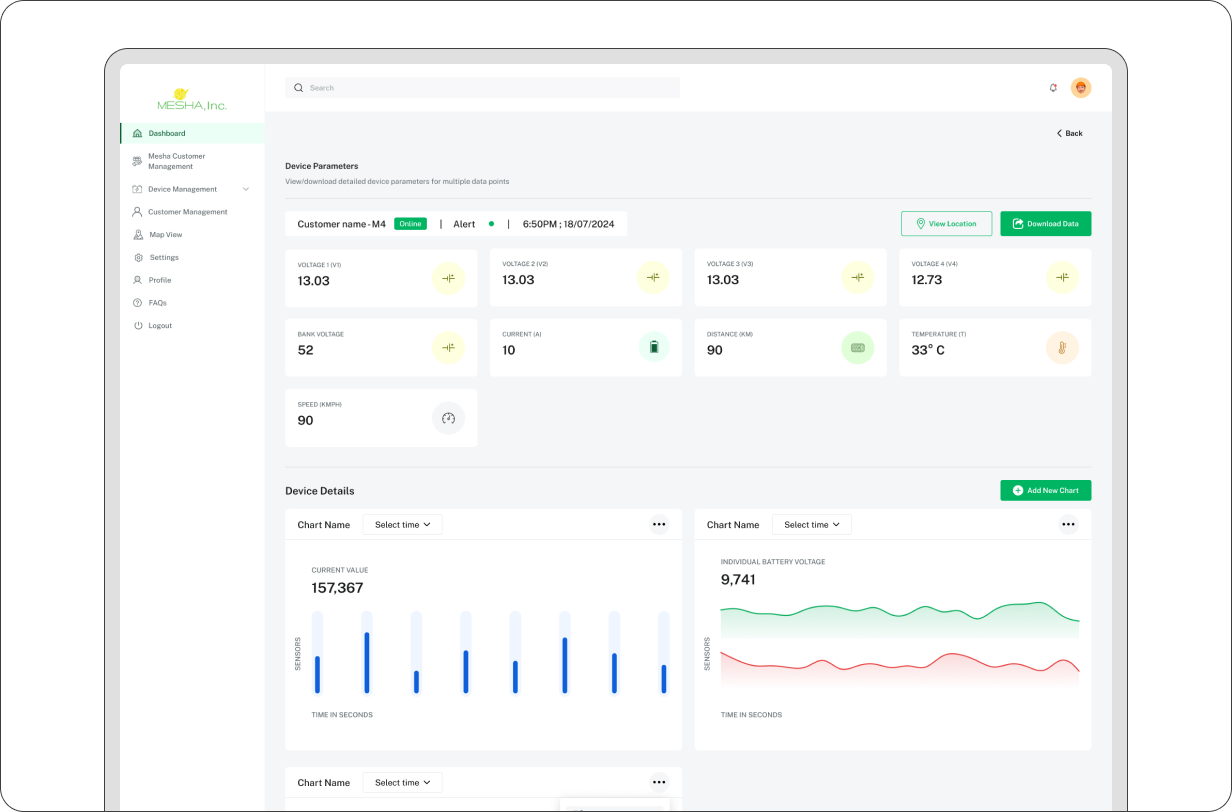 MESHA, Inc.
Search
Dashboard
Mesha Customer
Management
Device Management
Customer Management
Map View
Settings
Profile
FAQs
Logout
Back
Device Parameters
View/download detailed device parameters for multiple data points
Customer name - M4 Online | Alert | 6:50PM ; 18/07/2024
View Location
Download Data
VOLTAGE 1 (V1)
13.03
VOLTAGE 2 (V2)
13.03
VOLTAGE 3 (V3)
13.03
VOLTAGE 4 (V4)
12.73
BANK VOLTAGE
52
CURRENT (A)
10
DISTANCE (KM)
90
TEMPERATURE (T)
33° C
SPEED (KMPH)
90
Device Details
Add New Chart
Chart Name Select time
CURRENT VALUE
157,367
SENSORS
TIME IN SECONDS
Chart Name Select time
INDIVIDUAL BATTERY VOLTAGE
9,741
SENSORS
TIME IN SECONDS
Chart Name Select time